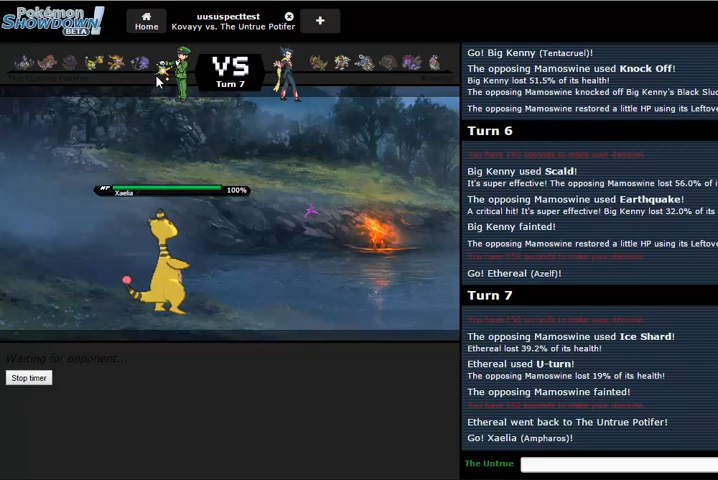 Pokémon
SHOWDOWN!
BETA!
Home
uususpecttest
Kovayy vs. The Untrue Potifer
+
VS
Turn 7
Xaelia
100%
Waiting for opponent...
Stop timer
Go! Big Kenny (Tentacruel)!
The opposing Mamoswine used Knock Off!
Big Kenny lost 51.5% of its health!
The opposing Mamoswine knocked off Big Kenny's Black Sluc
The opposing Mamoswine restored a little HP using its Leftove
Turn 6
Big Kenny used Scald!
It's super effective! The opposing Mamoswine lost 56.0% o
The opposing Mamoswine used Earthquake!
A critical hit! It's super effective! Big Kenny lost 32.0% of its
Big Kenny fainted!
The opposing Mamoswine restored a little HP using its Leftove
Go! Ethereal (Azelf)!
Turn 7
The opposing Mamoswine used Ice Shard!
Ethereal lost 39.2% of its health!
Ethereal used U-turn!
The opposing Mamoswine lost 19% of its health!
The opposing Mamoswine fainted!
Ethereal went back to The Untrue Potifer!
Go! Xaelia (Ampharos)!
The Untrue